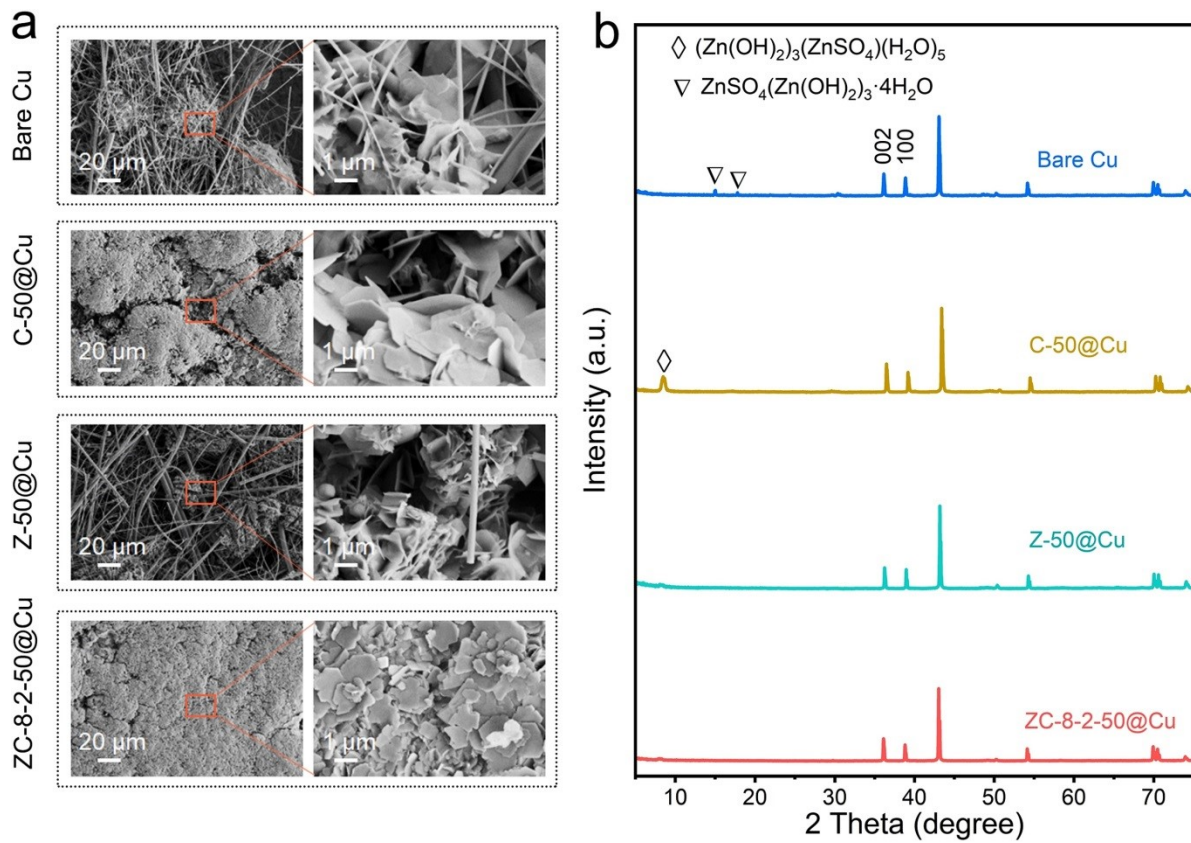 a
Bare Cu
20 µm
1 µm
C-50@Cu
20 µm
1 µm
Z-50@Cu
20 µm
1 µm
ZC-8-2-50@Cu
20 µm
1 µm
b
◊ (Zn(OH)₂)₃(ZnSO₄)(H₂O)₅
▽ ZnSO₄(Zn(OH)₂)₃·4H₂O
002
100
Bare Cu
C-50@Cu
Z-50@Cu
ZC-8-2-50@Cu
Intensity (a.u.)
10 20 30 40 50 60 70
2 Theta (degree)